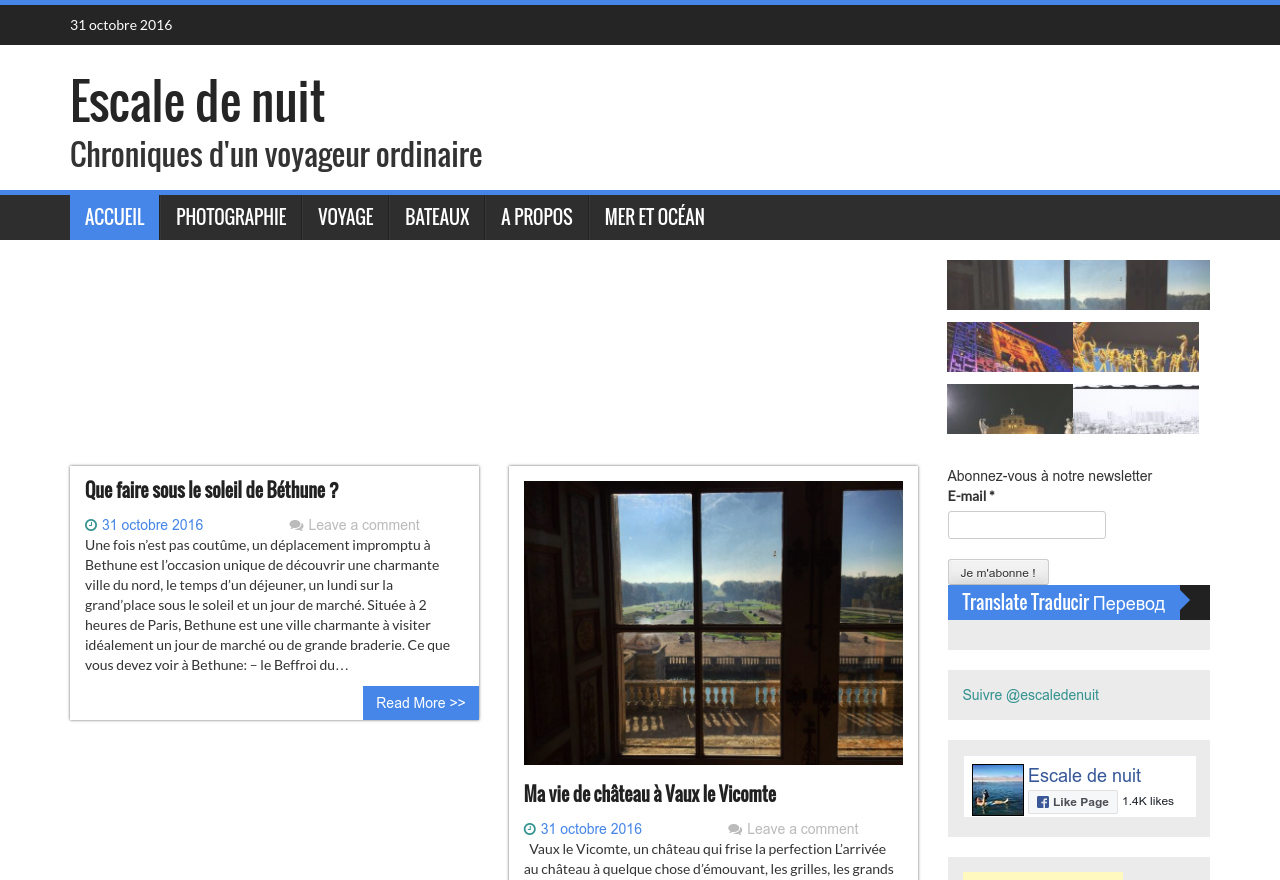 31 octobre 2016
Escale de nuit
Chroniques d'un voyageur ordinaire
ACCUEIL
PHOTOGRAPHIE
VOYAGE
BATEAUX
A PROPOS
MER ET OCÉAN
Que faire sous le soleil de Béthune ?
31 octobre 2016
Leave a comment
Une fois n’est pas coutûme, un déplacement impromptu à
Bethune est l’occasion unique de découvrir une charmante
ville du nord, le temps d’un déjeuner, un lundi sur la
grand’place sous le soleil et un jour de marché. Située à 2
heures de Paris, Bethune est une ville charmante à visiter
idéalement un jour de marché ou de grande braderie. Ce que
vous devez voir à Bethune: – le Beffroi du…
Read More >>
Ma vie de château à Vaux le Vicomte
31 octobre 2016
Leave a comment
Vaux le Vicomte, un château qui frise la perfection L’arrivée
au château à quelque chose d’émouvant, les grilles, les grands
Abonnez-vous à notre newsletter
E-mail *
Je m'abonne !
Translate Traducir Перевод
Suivre @escaledenuit
Escale de nuit
Like Page
1.4K likes